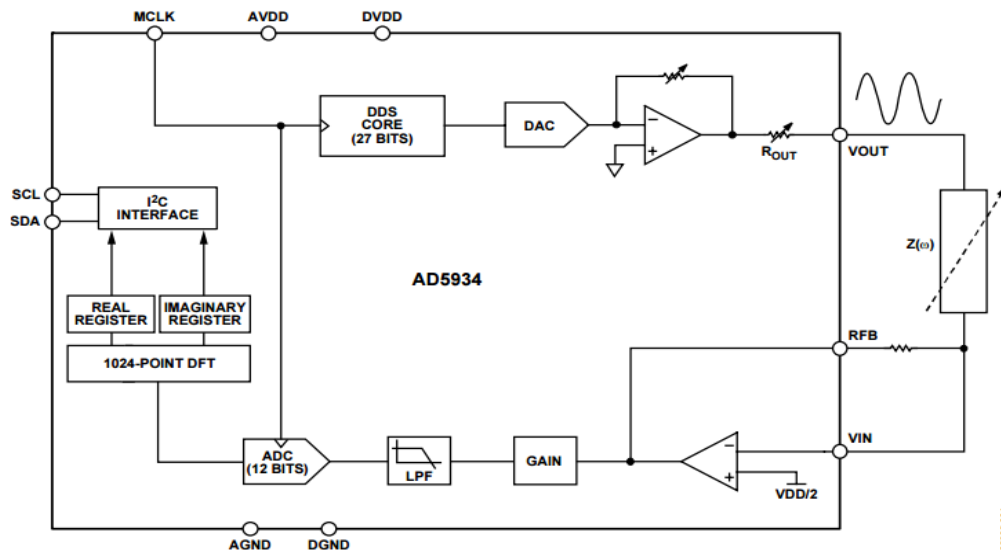 MCLK
AVDD
DVDD
DDS
CORE
(27 BITS)
DAC
ROUT
VOUT
SCL
SDA
I2C
INTERFACE
Z(ω)
AD5934
REAL
REGISTER
IMAGINARY
REGISTER
1024-POINT DFT
RFB
ADC
(12 BITS)
LPF
GAIN
VIN
VDD/2
AGND
DGND